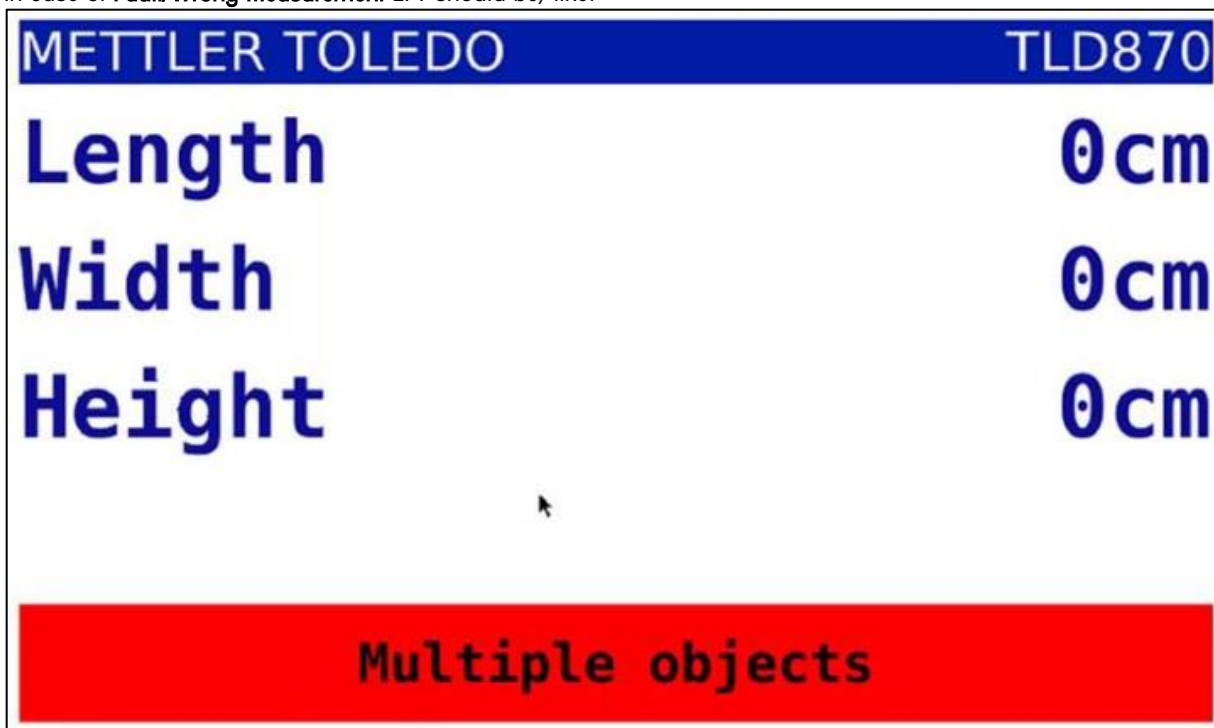 METTLER TOLEDO TLD870
Length 0cm
Width 0cm
Height 0cm
Multiple objects